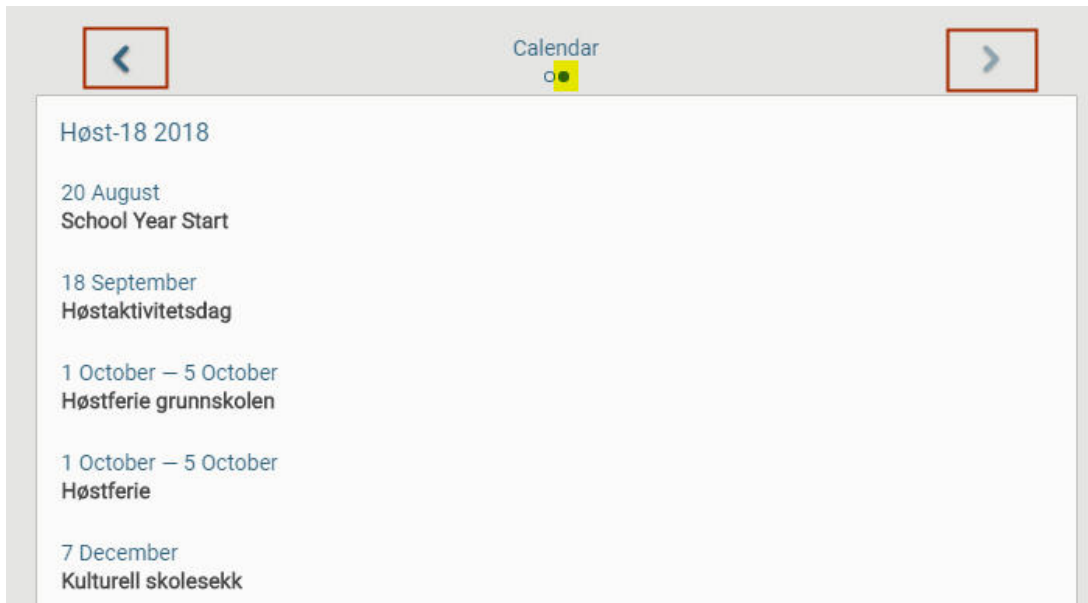 Calendar
Høst-18 2018
20 August
School Year Start
18 September
Høstaktivitetsdag
1 October — 5 October
Høstferie grunnskolen
1 October — 5 October
Høstferie
7 December
Kulturell skolesekk